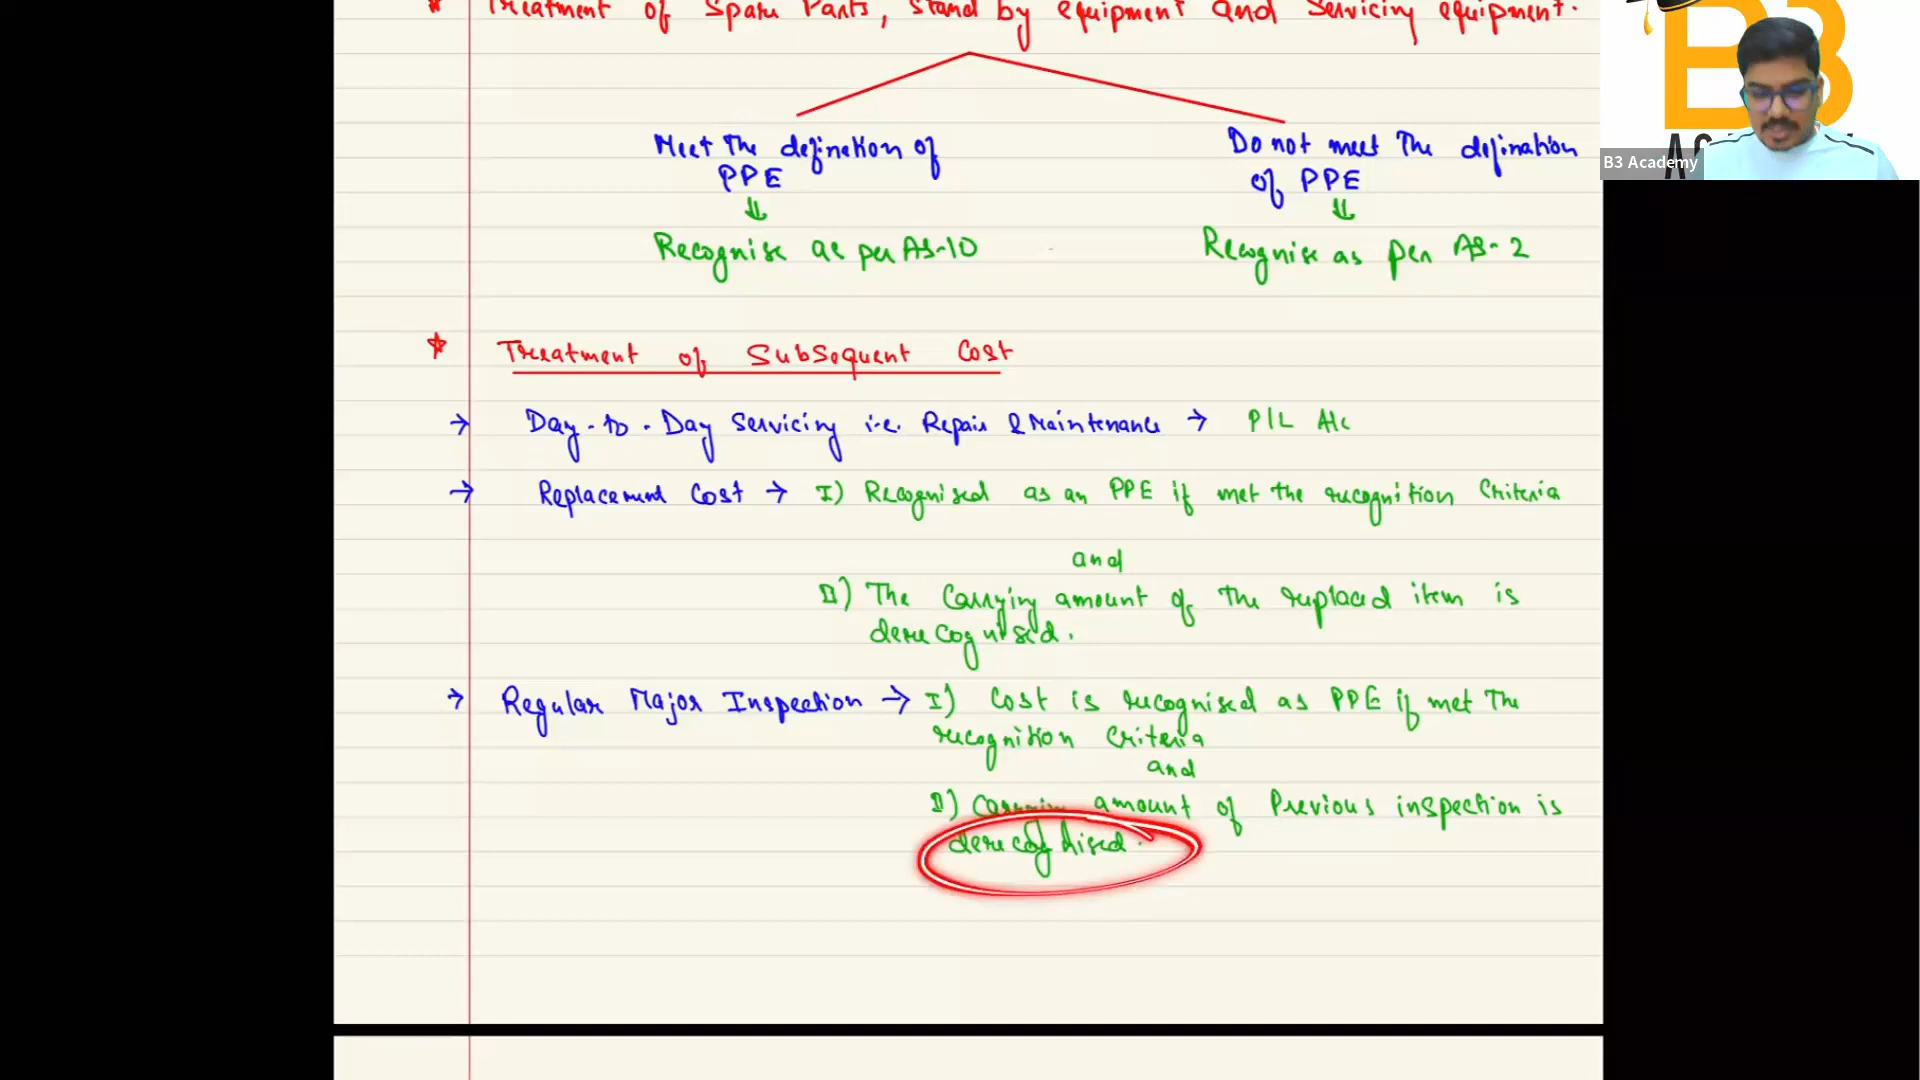 * Treatment of Spare Parts, Stand by equipment and Servicing equipment.
Meet The defination of
PPE
Do not meet The defination
of PPE
Recognise as per AS-10
Recognise as per AS-2
B3
B3 Academy
* Treatment of Subsequent Cost
→ Day-to-Day Servicing i.e. Repair & Maintenance → P/L A/c
→ Replacement Cost → I) Recognised as an PPE if met the recognition Criteria
and
II) The Carrying amount of the replaced item is
derecognised.
→ Regular Major Inspection → I) Cost is recognised as PPE if met The
recognition Criteria
and
II) Carrying amount of Previous inspection is
derecognised.